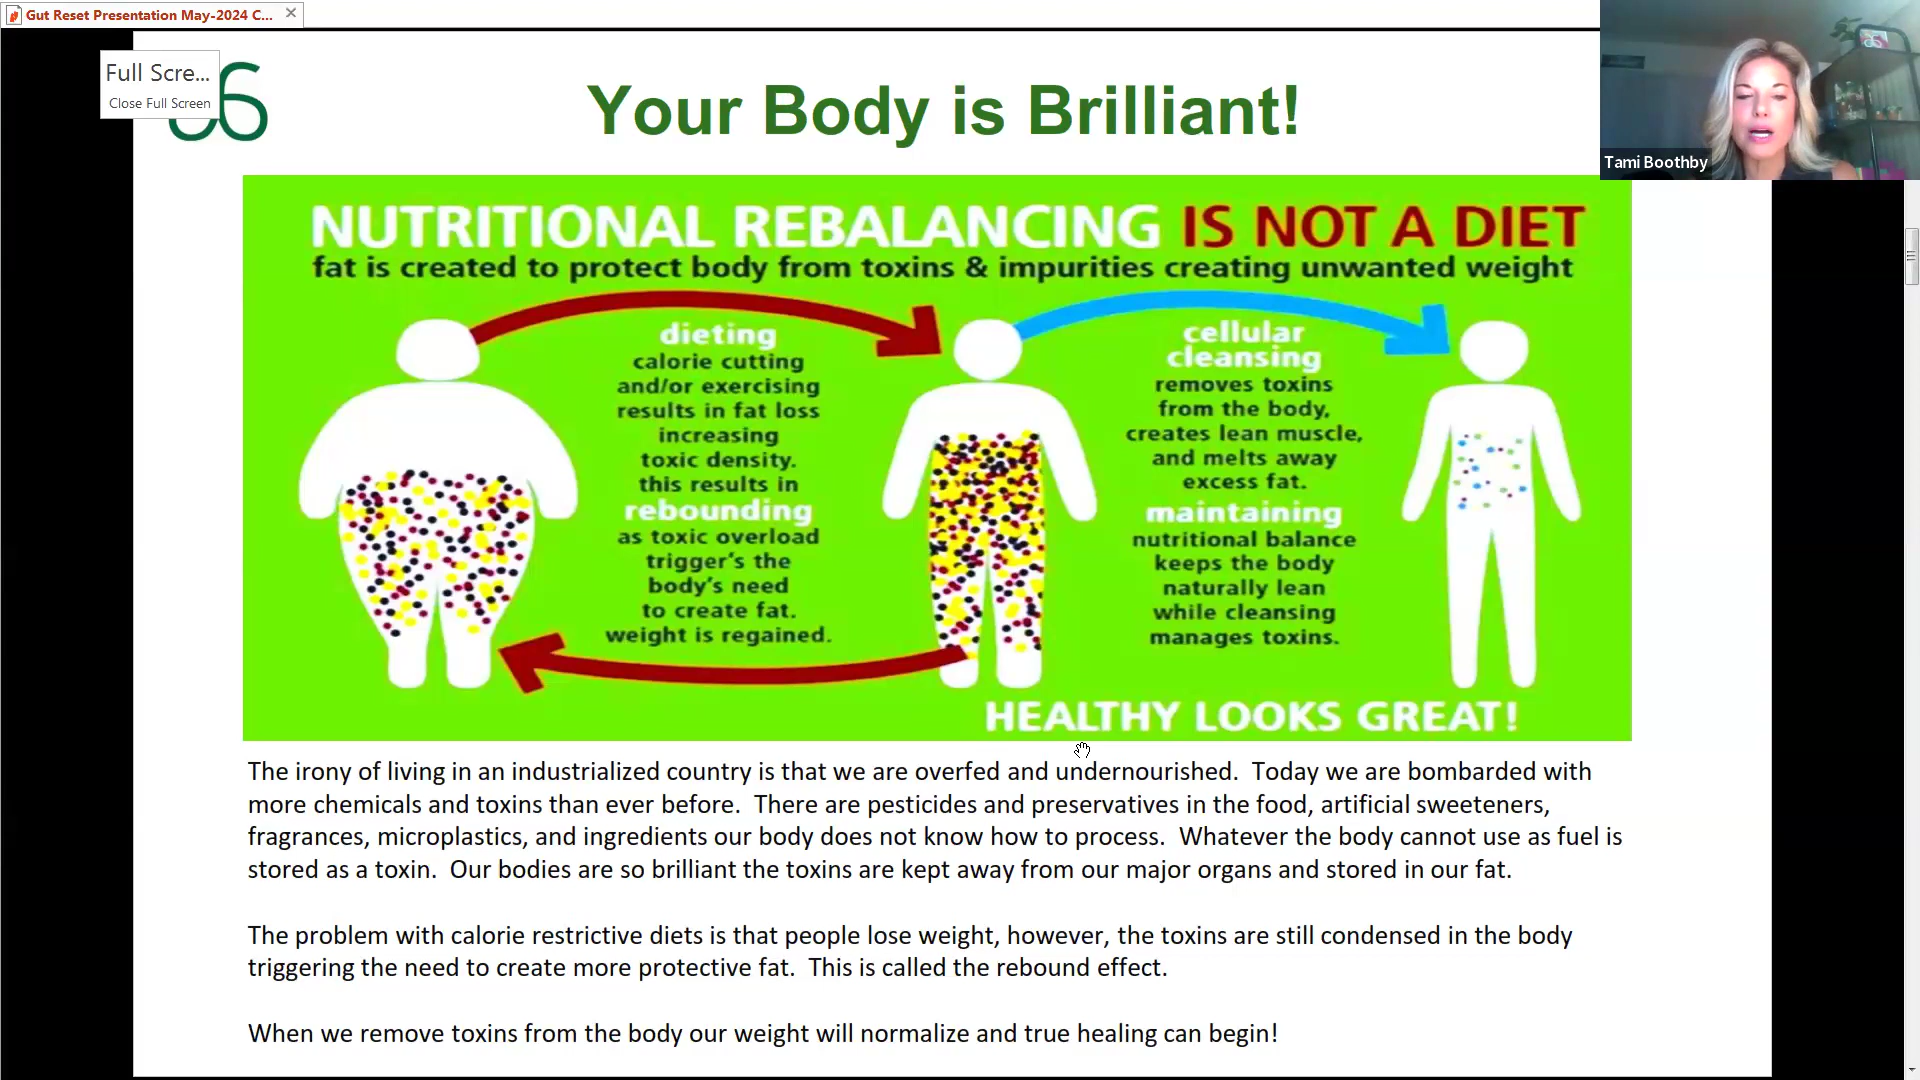 Gut Reset Presentation May-2024 C...
Full Scre...
Close Full Screen
Your Body is Brilliant!
Tami Boothby
NUTRITIONAL REBALANCING IS NOT A DIET
fat is created to protect body from toxins & impurities creating unwanted weight
dieting
calorie cutting
and/or exercising
results in fat loss
increasing
toxic density.
this results in
rebounding
as toxic overload
trigger's the
body's need
to create fat.
weight is regained.
cellular
cleansing
removes toxins
from the body,
creates lean muscle,
and melts away
excess fat.
maintaining
nutritional balance
keeps the body
naturally lean
while cleansing
manages toxins.
HEALTHY LOOKS GREAT!
The irony of living in an industrialized country is that we are overfed and undernourished.  Today we are bombarded with
more chemicals and toxins than ever before.  There are pesticides and preservatives in the food, artificial sweeteners,
fragrances, microplastics, and ingredients our body does not know how to process.  Whatever the body cannot use as fuel is
stored as a toxin.  Our bodies are so brilliant the toxins are kept away from our major organs and stored in our fat.
The problem with calorie restrictive diets is that people lose weight, however, the toxins are still condensed in the body
triggering the need to create more protective fat.  This is called the rebound effect.
When we remove toxins from the body our weight will normalize and true healing can begin!